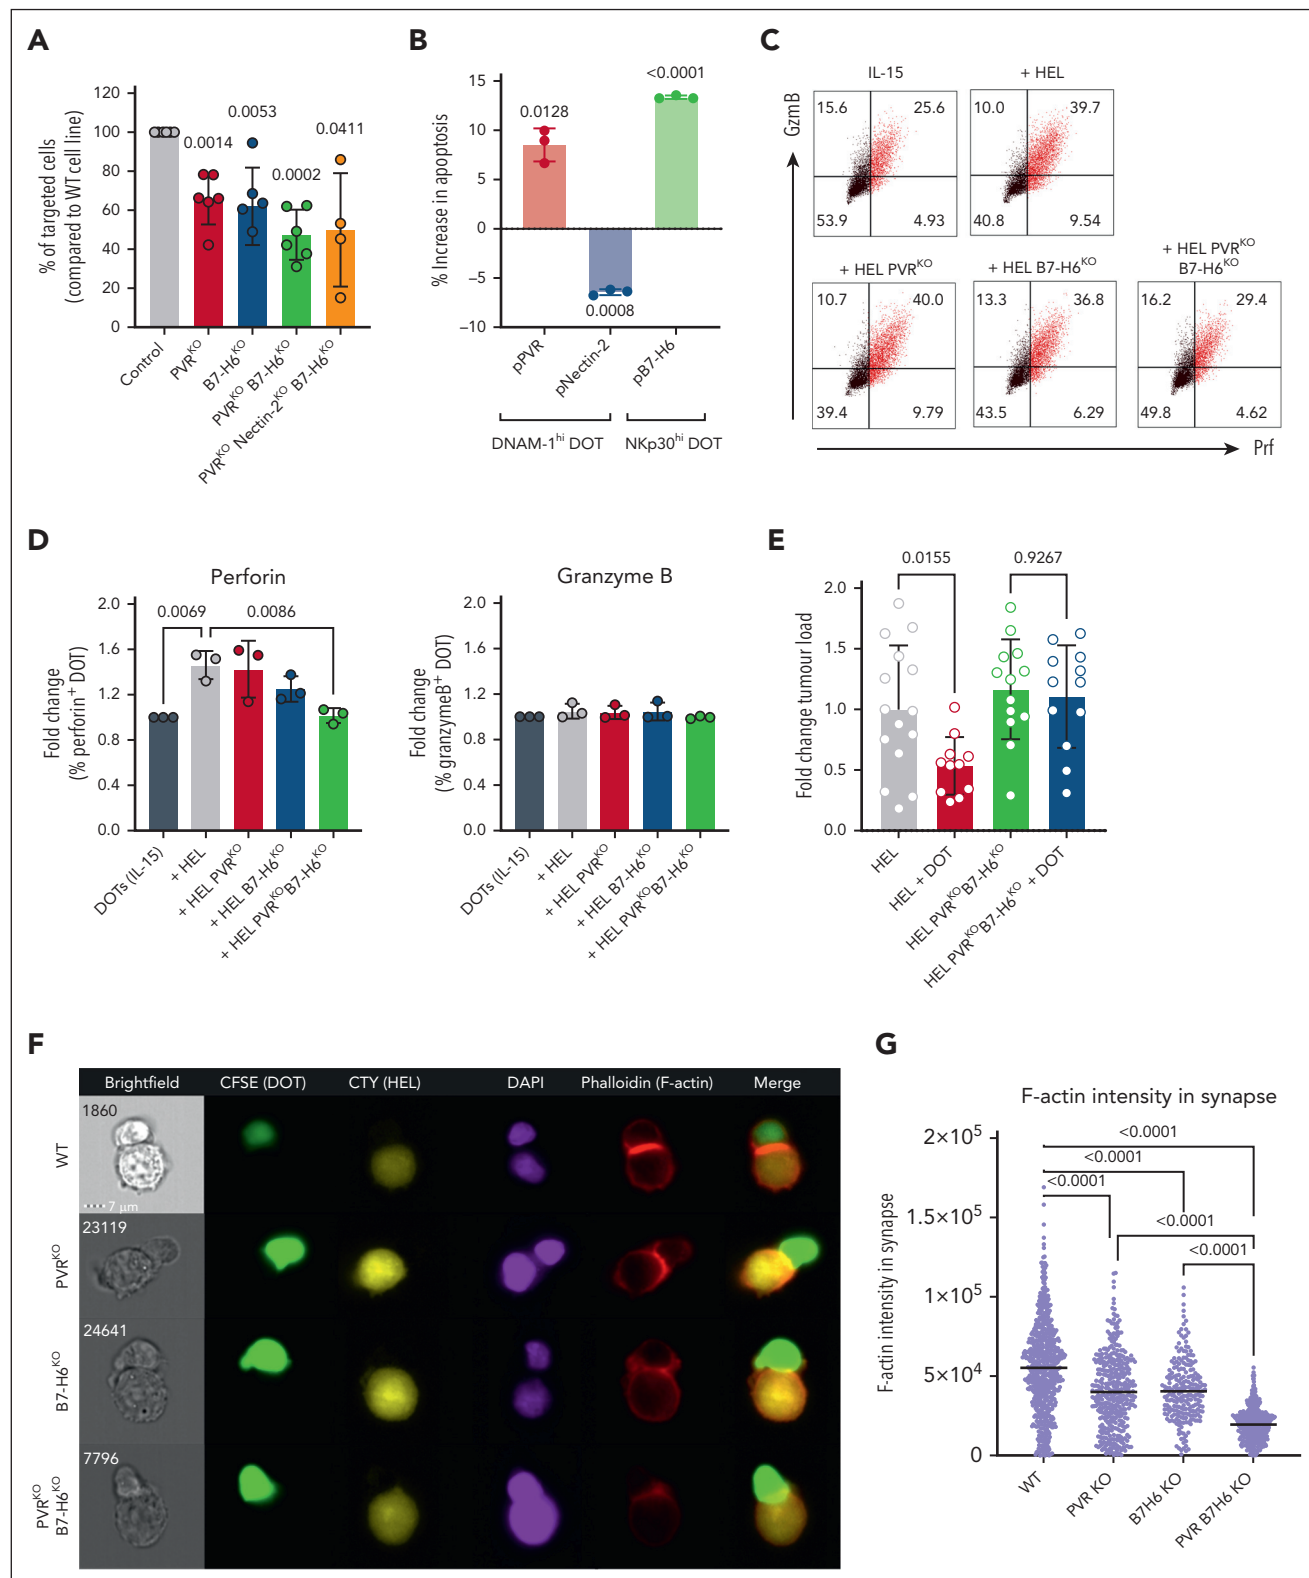 A
% of targeted cells
(compared to WT cell line)
120
100
80
60
40
20
0
0.0014
0.0053
0.0002
0.0411
Control
PVRKO
B7-H6KO
PVRKO B7-H6KO
PVRKO Nectin-2KO B7-H6KO
B
% Increase in apoptosis
15
10
5
0
−5
−10
0.0128
0.0008
<0.0001
pPVR
pNectin-2
pB7-H6
DNAM-1hi DOT
NKp30hi DOT
C
GzmB
IL-15
15.6
25.6
53.9
4.93
+ HEL
10.0
39.7
40.8
9.54
+ HEL PVRKO
10.7
40.0
39.4
9.79
+ HEL B7-H6KO
13.3
36.8
43.5
6.29
+ HEL PVRKO
B7-H6KO
16.2
29.4
49.8
4.62
Prf
D
Perforin
Fold change
(% perforin+ DOT)
2.0
1.6
1.2
0.8
0.4
0.0
0.0069
0.0086
DOTs (IL-15)
+ HEL
+ HEL PVRKO
+ HEL B7-H6KO
+ HEL PVRKOB7-H6KO
Granzyme B
Fold change
(% granzymeB+ DOT)
2.0
1.6
1.2
0.8
0.4
0.0
DOTs (IL-15)
+ HEL
+ HEL PVRKO
+ HEL B7-H6KO
+ HEL PVRKOB7-H6KO
E
Fold change tumour load
2.0
1.5
1.0
0.5
0.0
0.0155
0.9267
HEL
HEL + DOT
HEL PVRKOB7-H6KO
HEL PVRKOB7-H6KO + DOT
F
Brightfield
CFSE (DOT)
CTY (HEL)
DAPI
Phalloidin (F-actin)
Merge
WT
1860
7 μm
PVRKO
23119
B7-H6KO
24641
PVRKO
B7-H6KO
7796
G
F-actin intensity in synapse
F-actin intensity in synapse
2×10⁵
1.5×10⁵
1×10⁵
5×10⁴
0
<0.0001
<0.0001
<0.0001
<0.0001
<0.0001
WT
PVR KO
B7H6 KO
PVR B7H6 KO